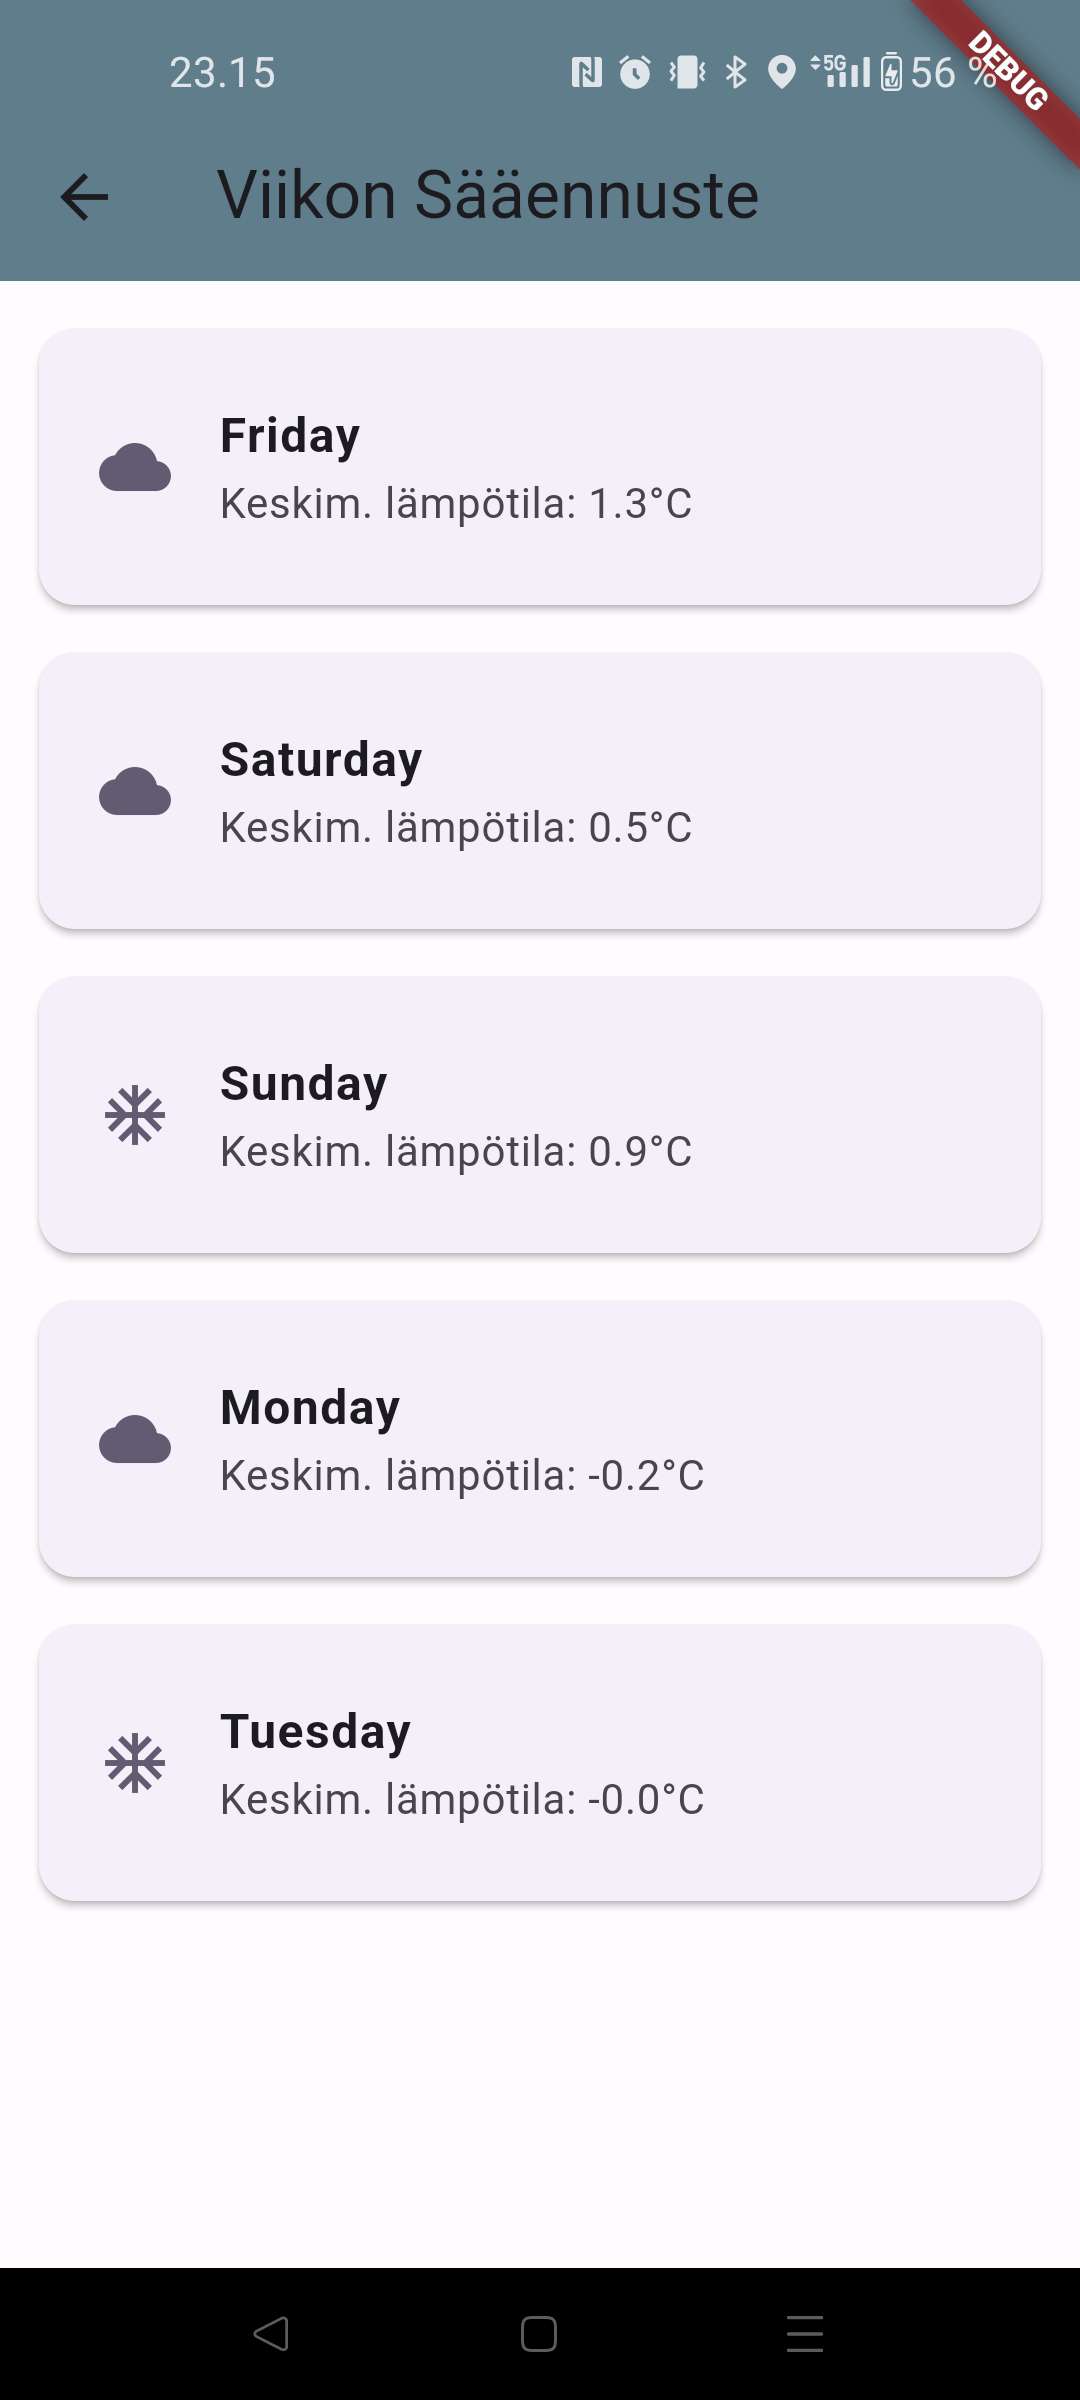 23.15
5G
56 %
DEBUG
Viikon Sääennuste
Friday
Keskim. lämpötila: 1.3°C
Saturday
Keskim. lämpötila: 0.5°C
Sunday
Keskim. lämpötila: 0.9°C
Monday
Keskim. lämpötila: -0.2°C
Tuesday
Keskim. lämpötila: -0.0°C